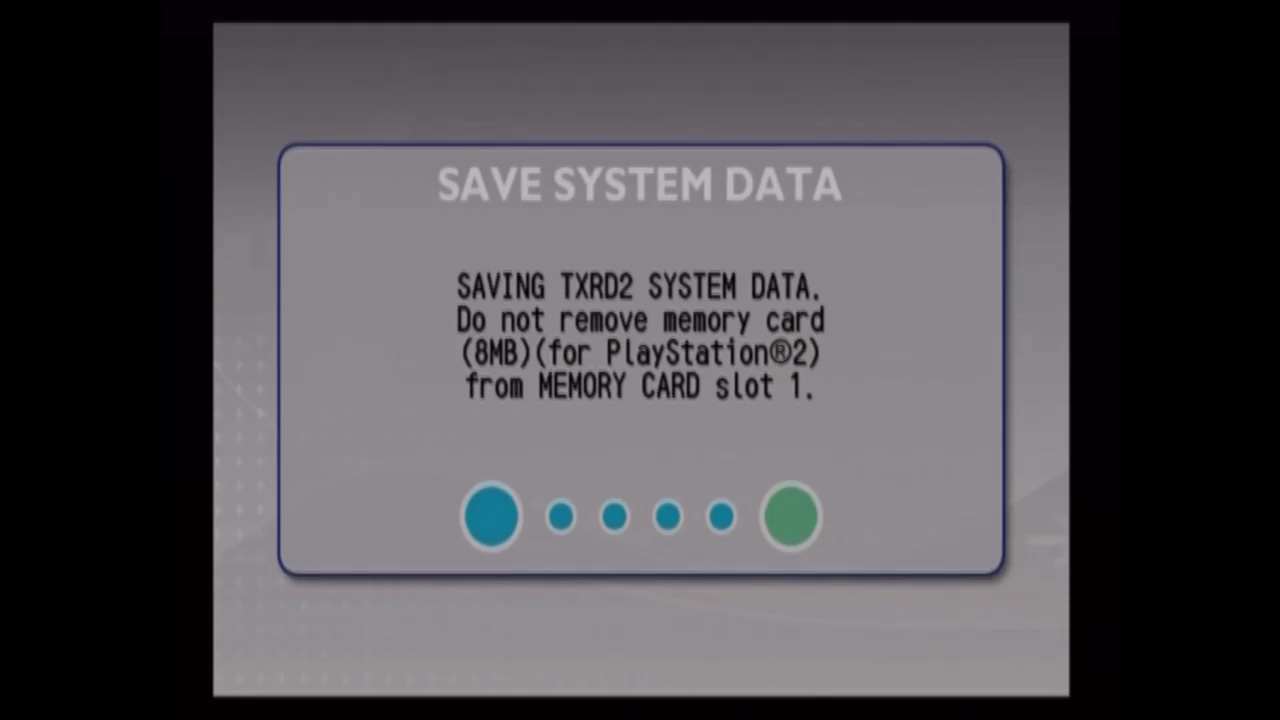 SAVE SYSTEM DATA
SAVING TXRD2 SYSTEM DATA.
Do not remove memory card
(8MB)(for PlayStation®2)
from MEMORY CARD slot 1.